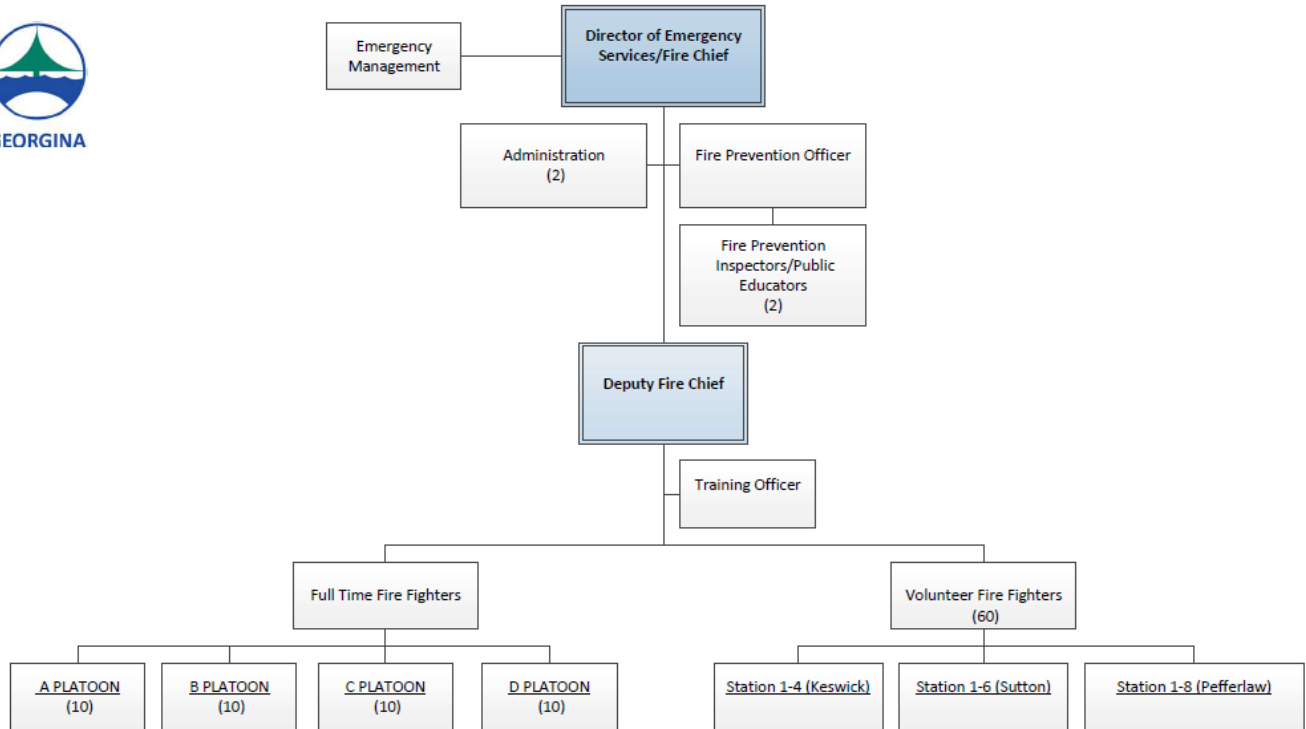 Emergency
Management
Director of Emergency
Services/Fire Chief
GEORGINA
Administration
(2)
Fire Prevention Officer
Fire Prevention
Inspectors/Public
Educators
(2)
Deputy Fire Chief
Training Officer
Full Time Fire Fighters
Volunteer Fire Fighters
(60)
A PLATOON
(10)
B PLATOON
(10)
C PLATOON
(10)
D PLATOON
(10)
Station 1-4 (Keswick)
Station 1-6 (Sutton)
Station 1-8 (Pefferlaw)